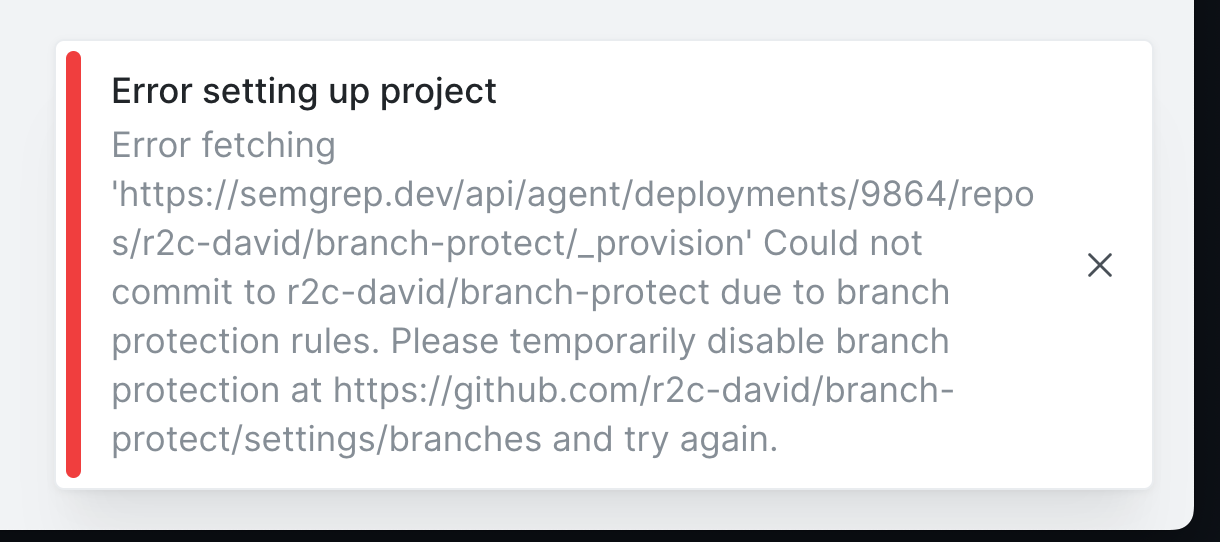 Error setting up project
Error fetching
'https://semgrep.dev/api/agent/deployments/9864/repo
s/r2c-david/branch-protect/_provision' Could not
commit to r2c-david/branch-protect due to branch
protection rules. Please temporarily disable branch
protection at https://github.com/r2c-david/branch-
protect/settings/branches and try again.